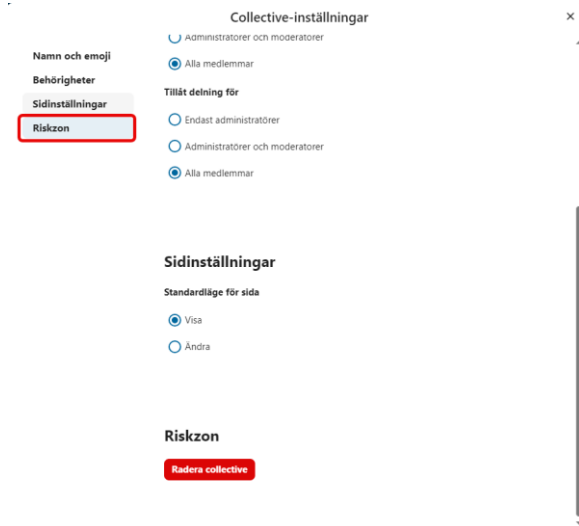 Collective-inställningar
Namn och emoji
Behörigheter
Sidinställningar
Riskzon
Administratörer och moderatorer
Alla medlemmar
Tillåt delning för
Endast administratörer
Administratörer och moderatorer
Alla medlemmar
Sidinställningar
Standardläge för sida
Visa
Ändra
Riskzon
Radera collective